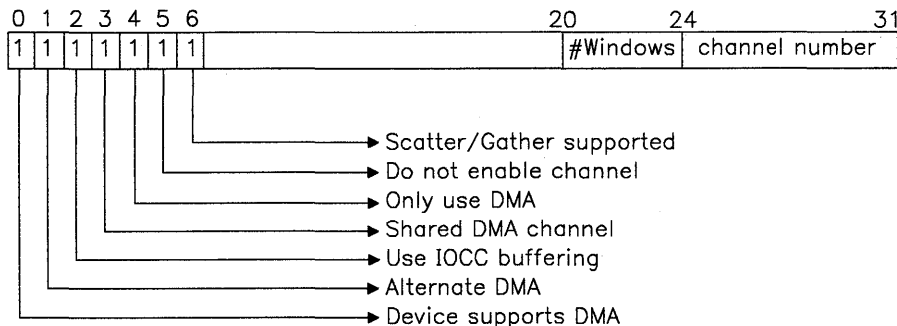 0 1 2 3 4 5 6 20 24 31
1 1 1 1 1 1 1 #Windows channel number
Scatter/Gather supported
Do not enable channel
Only use DMA
Shared DMA channel
Use IOCC buffering
Alternate DMA
Device supports DMA